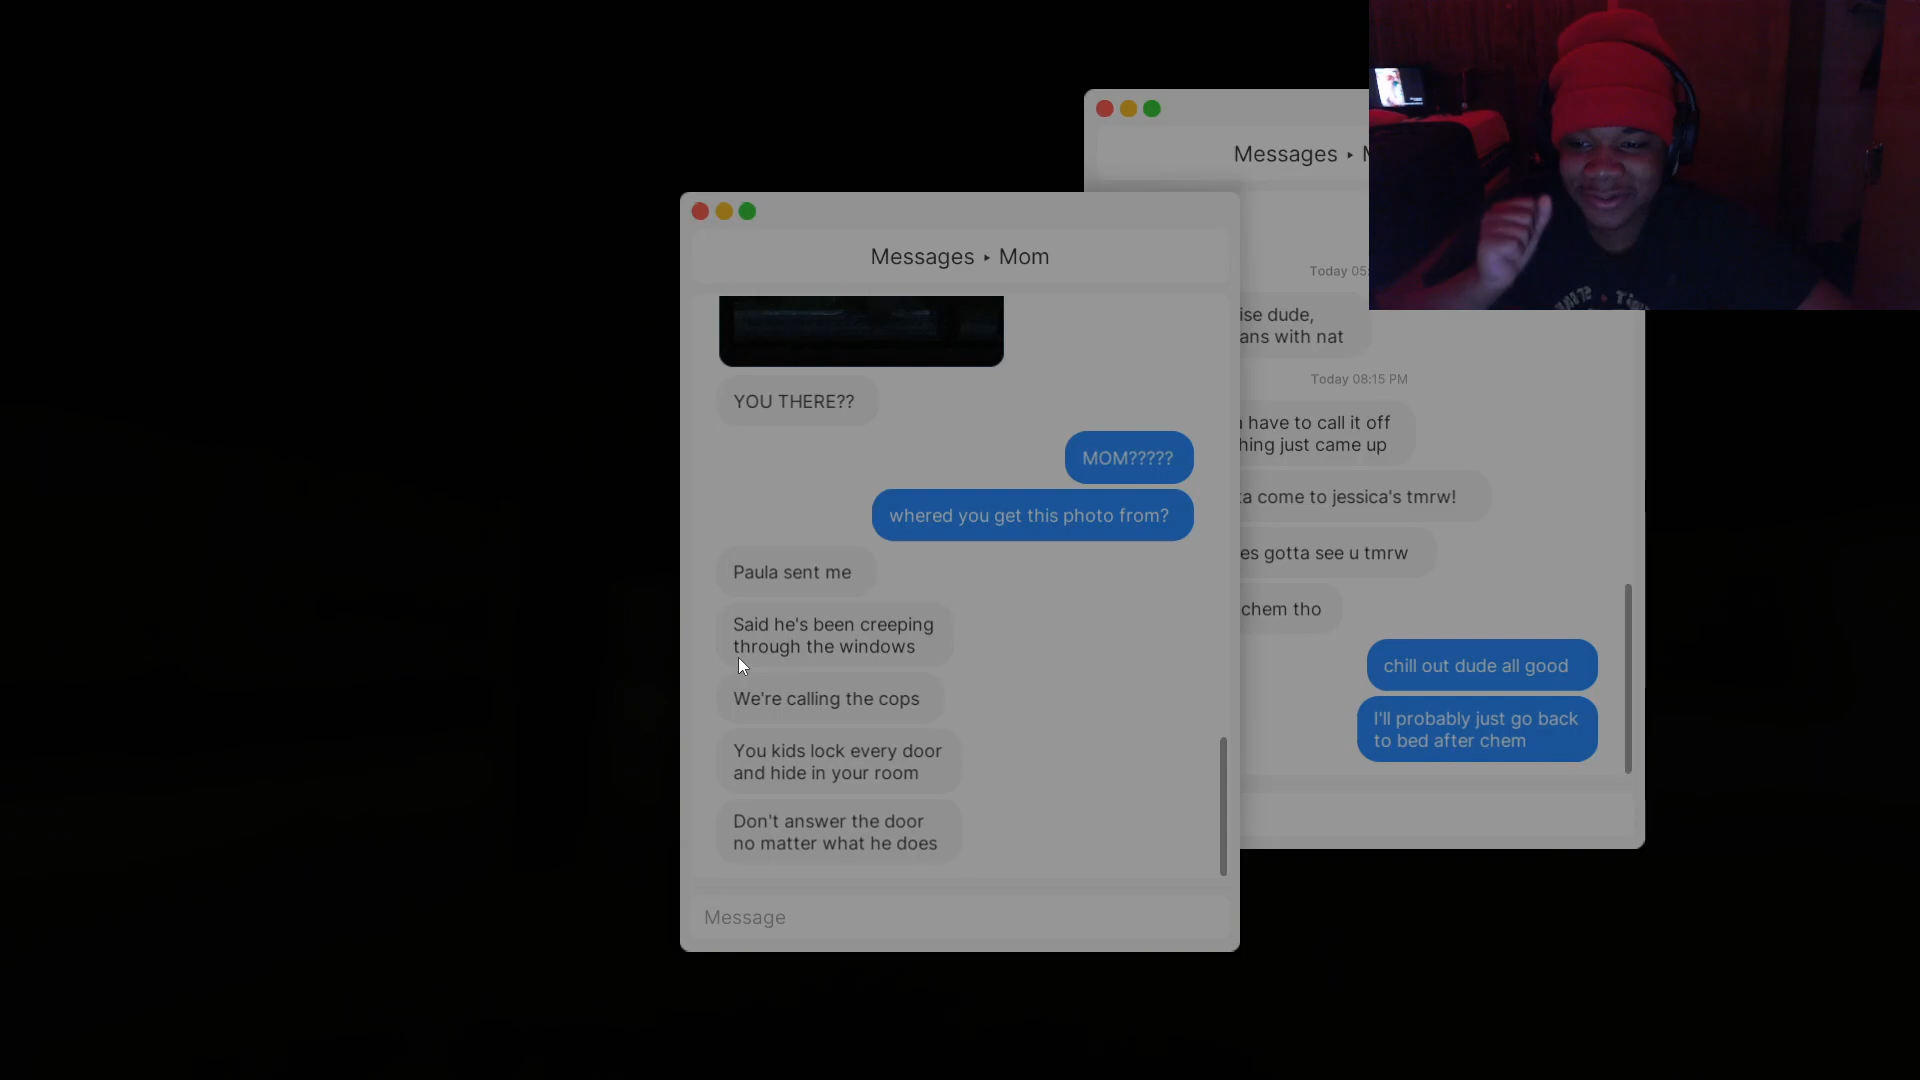 Messages ▸ Mom
YOU THERE??
MOM?????
whered you get this photo from?
Paula sent me
Said he's been creeping
through the windows
We're calling the cops
You kids lock every door
and hide in your room
Don't answer the door
no matter what he does
Message
Messages ▸
Today
ise dude,
ans with nat
Today 08:15 PM
have to call it off
hing just came up
come to jessica's tmrw!
es gotta see u tmrw
chem tho
chill out dude all good
I'll probably just go back
to bed after chem